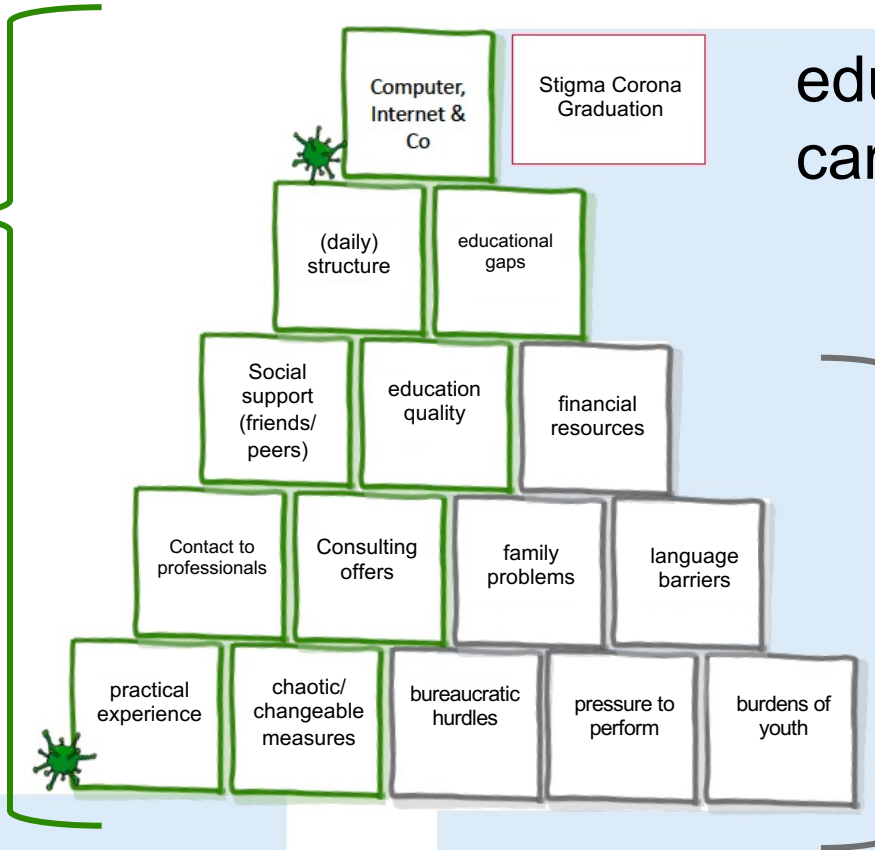 Computer,
Internet &
Co
Stigma Corona
Graduation
(daily)
structure
educational
gaps
Social
support
(friends/
peers)
education
quality
financial
resources
Contact to
professionals
Consulting
offers
family
problems
language
barriers
practical
experience
chaotic/
changeable
measures
bureaucratic
hurdles
pressure to
perform
burdens of
youth